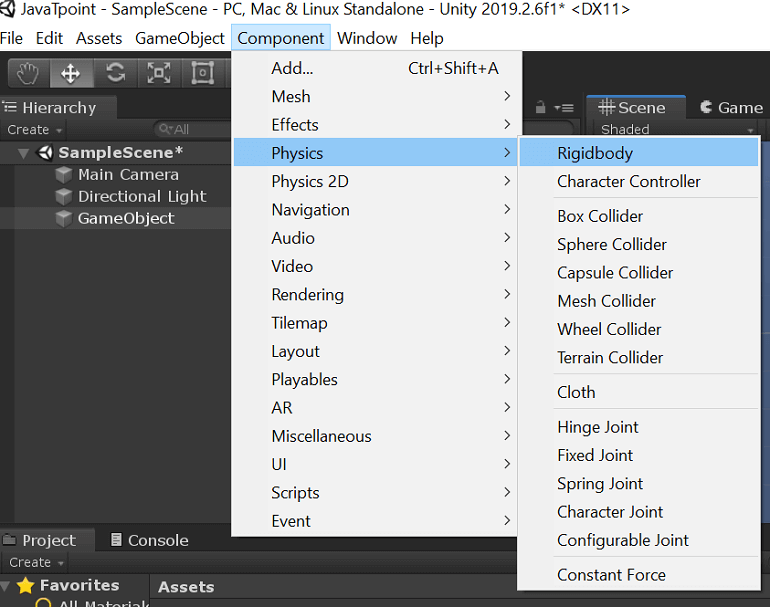 JavaTpoint - SampleScene - PC, Mac & Linux Standalone - Unity 2019.2.6f1* <DX11>
File Edit Assets GameObject Component Window Help
Add... Ctrl+Shift+A
Mesh
Effects
Physics
Physics 2D
Navigation
Audio
Video
Rendering
Tilemap
Layout
Playables
AR
Miscellaneous
UI
Scripts
Event
Rigidbody
Character Controller
Box Collider
Sphere Collider
Capsule Collider
Mesh Collider
Wheel Collider
Terrain Collider
Cloth
Hinge Joint
Fixed Joint
Spring Joint
Character Joint
Configurable Joint
Constant Force
Hierarchy
Create All
SampleScene*
Main Camera
Directional Light
GameObject
Scene Game
Shaded
Project Console
Create
Favorites Assets
All Material